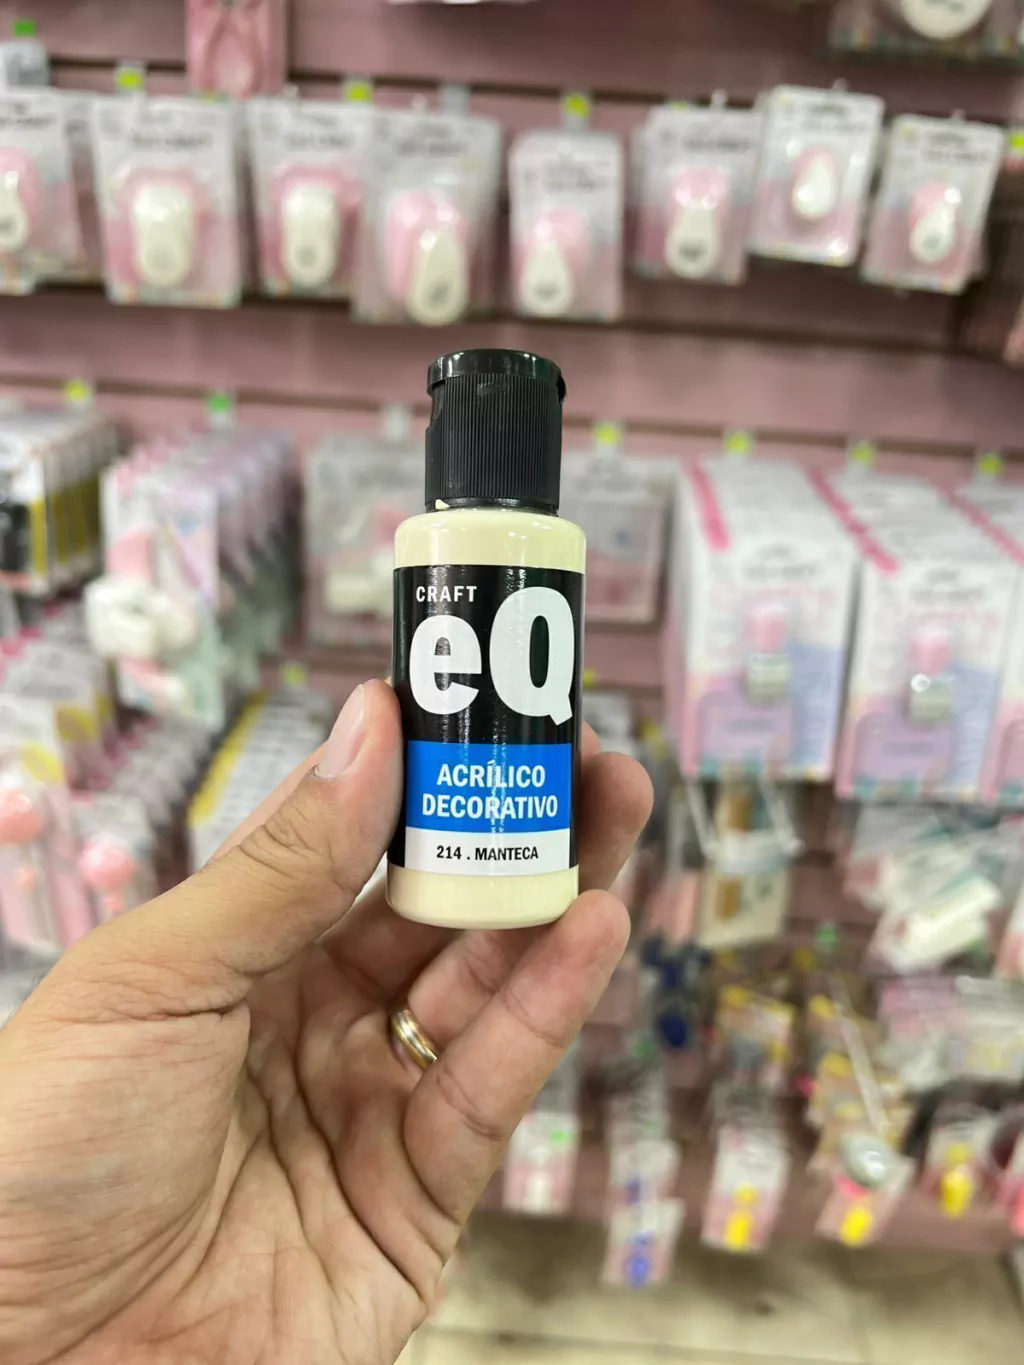 CRAFT
eQ
ACRÍLICO
DECORATIVO
214 . MANTECA